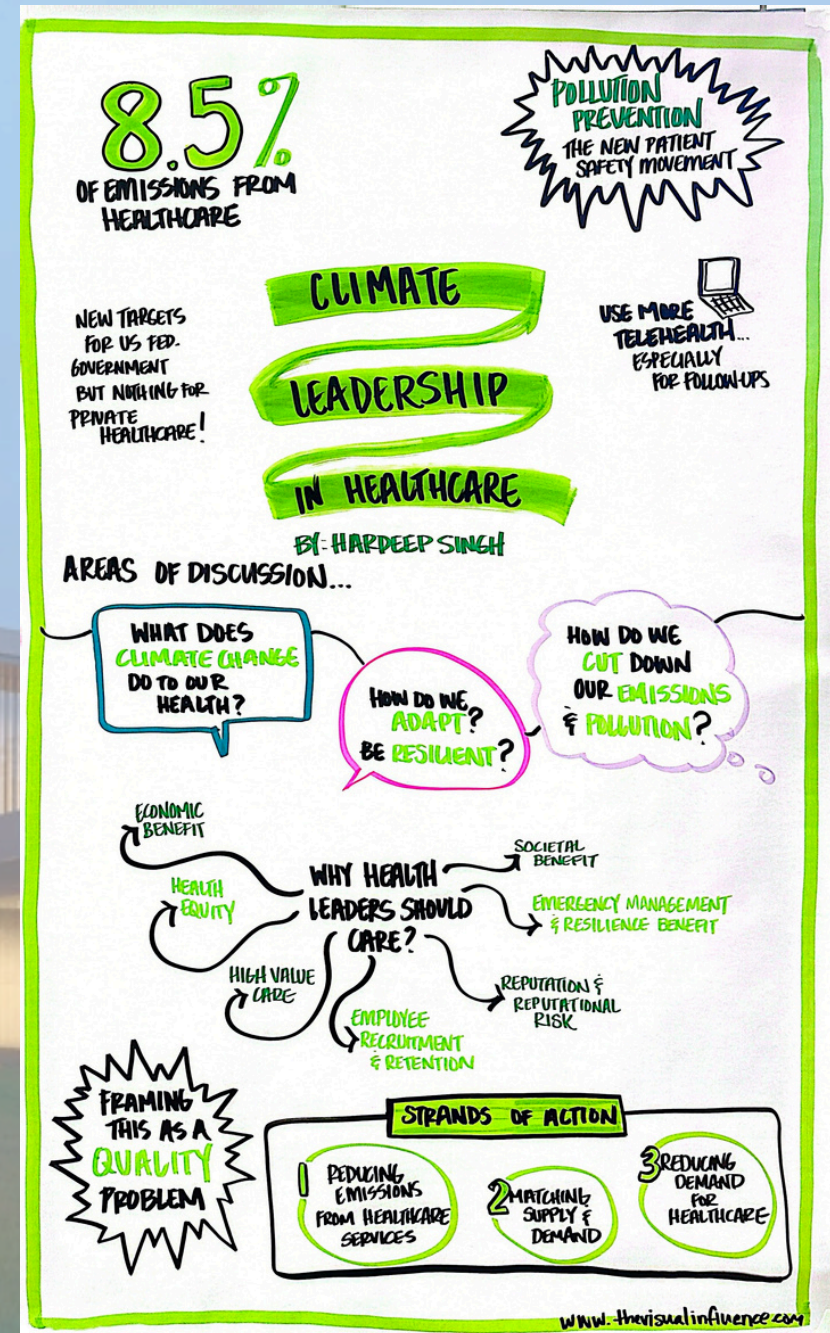 8.5%
OF EMISSIONS FROM
HEALTHCARE
POLLUTION
PREVENTION
THE NEW PATIENT
SAFETY MOVEMENT
NEW TARGETS
FOR US FED.
GOVERNMENT
BUT NOTHING FOR
PRIVATE
HEALTHCARE!
CLIMATE
LEADERSHIP
IN HEALTHCARE
BY: HARDEEP SINGH
USE MORE
TELEHEALTH...
ESPECIALLY
FOR FOLLOW-UPS
AREAS OF DISCUSSION...
WHAT DOES
CLIMATE CHANGE
DO TO OUR
HEALTH?
HOW DO WE
ADAPT?
BE RESILIENT?
HOW DO WE
CUT DOWN
OUR EMISSIONS
& POLLUTION?
WHY HEALTH
LEADERS SHOULD
CARE?
ECONOMIC
BENEFIT
HEALTH
EQUITY
HIGH VALUE
CARE
EMPLOYEE
RECRUITMENT
& RETENTION
SOCIETAL
BENEFIT
EMERGENCY MANAGEMENT
& RESILIENCE BENEFIT
REPUTATION &
REPUTATIONAL
RISK
FRAMING
THIS AS A
QUALITY
PROBLEM
STRANDS OF ACTION
1 REDUCING
EMISSIONS
FROM HEALTHCARE
SERVICES
2 MATCHING
SUPPLY &
DEMAND
3 REDUCING
DEMAND
FOR
HEALTHCARE
www.thevisualinfluence.com